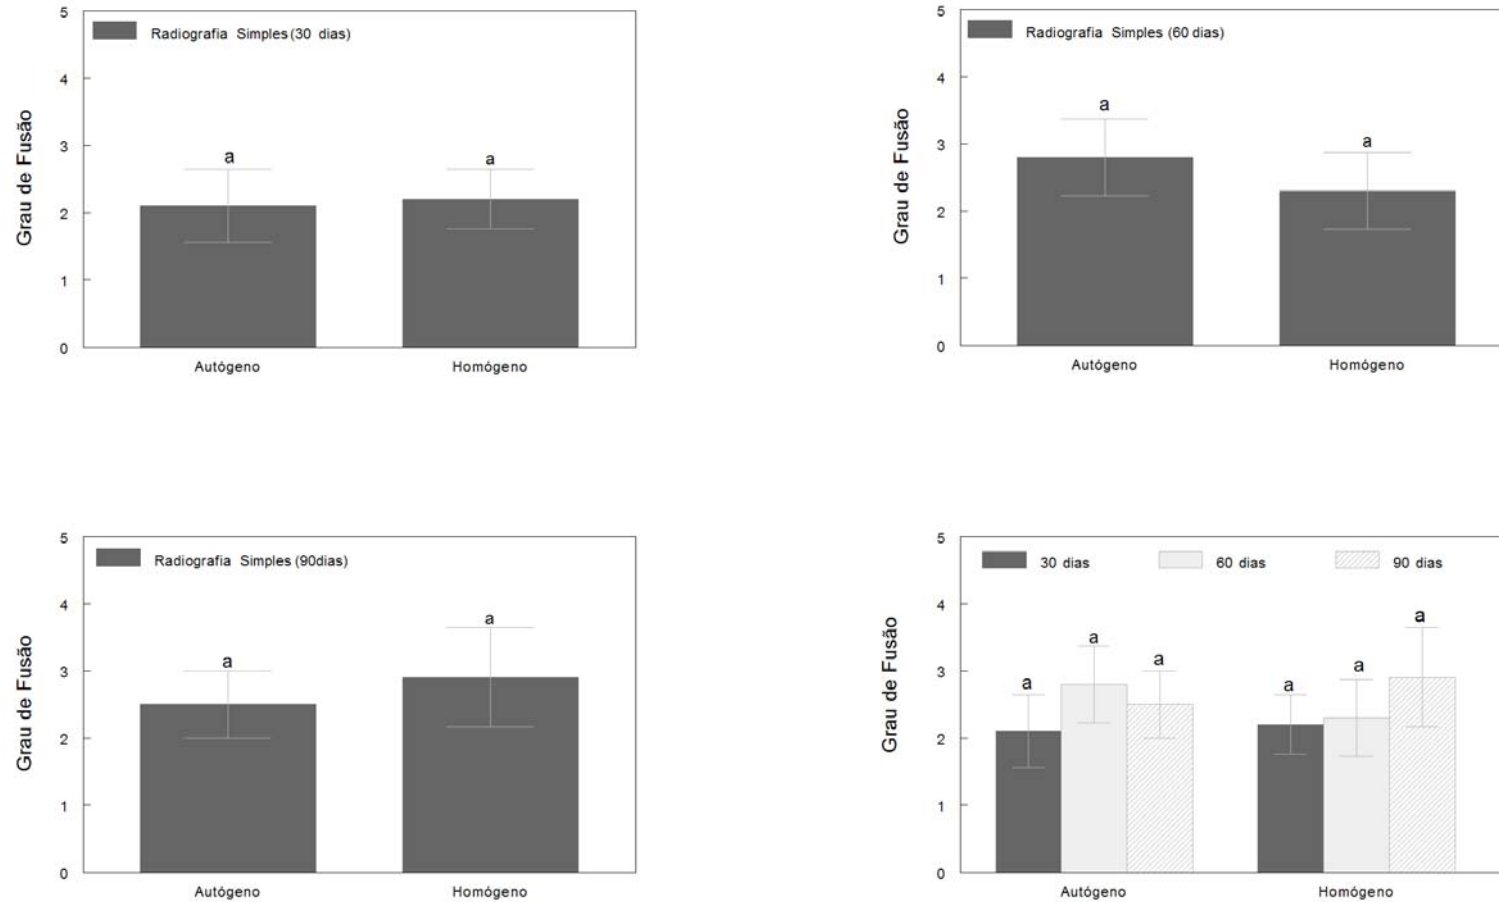 5
Radiografia Simples (30 dias)
4
3
a
a
2
1
0
Grau de Fusão
Autógeno
Homógeno
5
Radiografia Simples (60 dias)
4
a
3
a
2
1
0
Grau de Fusão
Autógeno
Homógeno
5
Radiografia Simples (90dias)
4
a
3
a
2
1
0
Grau de Fusão
Autógeno
Homógeno
5
30 dias
60 dias
90 dias
4
3
a
a
a
a
a
a
2
1
0
Grau de Fusão
Autógeno
Homógeno